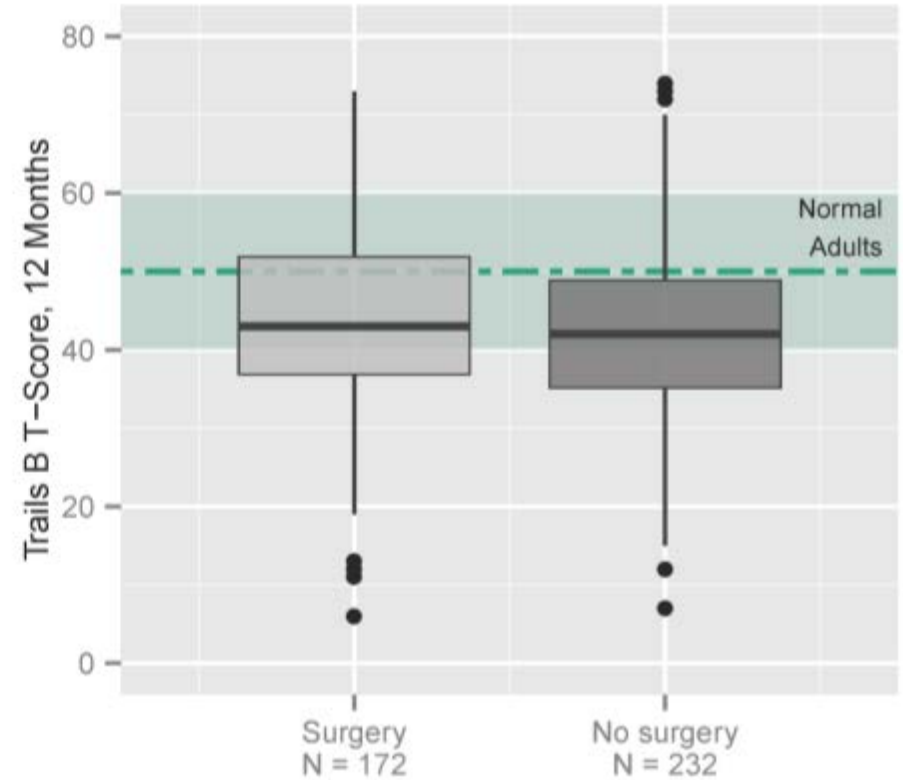 Trails B T−Score, 12 Months
80
60
40
20
0
Normal
Adults
Surgery
N = 172
No surgery
N = 232